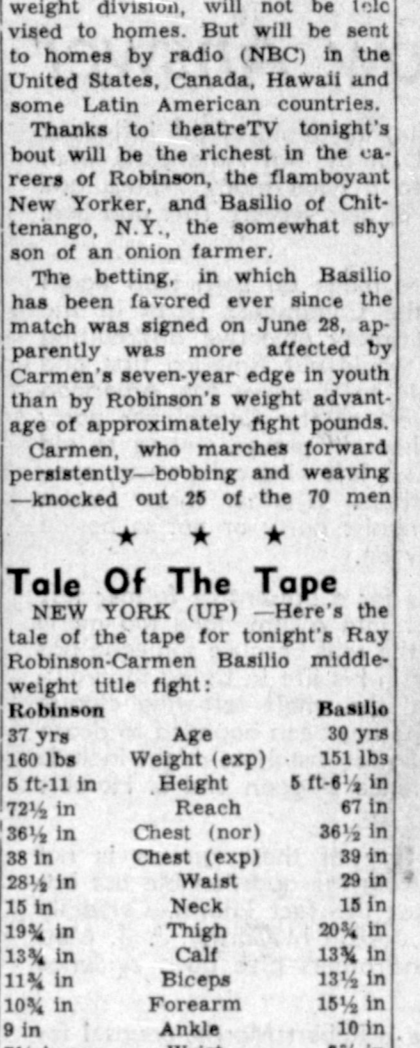 weight division, will not be tele
vised to homes. But will be sent
to homes by radio (NBC) in the
United States, Canada, Hawaii and
some Latin American countries.
Thanks to theatreTV tonight's
bout will be the richest in the ca-
reers of Robinson, the flamboyant
New Yorker, and Basilio of Chit-
tenango, N.Y., the somewhat shy
son of an onion farmer.
The betting, in which Basilio
has been favored ever since the
match was signed on June 28, ap-
parently was more affected by
Carmen's seven-year edge in youth
than by Robinson's weight advant-
age of approximately fight pounds.
Carmen, who marches forward
persistently—bobbing and weaving
—knocked out 25 of the 70 men
★ ★ ★
Tale Of The Tape
NEW YORK (UP) —Here's the
tale of the tape for tonight's Ray
Robinson-Carmen Basilio middle-
weight title fight:
Robinson Basilio
37 yrs Age 30 yrs
160 lbs Weight (exp) 151 lbs
5 ft-11 in Height 5 ft-6½ in
72½ in Reach 67 in
36½ in Chest (nor) 36½ in
38 in Chest (exp) 39 in
28½ in Waist 29 in
15 in Neck 15 in
19¾ in Thigh 20¾ in
13¾ in Calf 13¾ in
11¾ in Biceps 13½ in
10¾ in Forearm 15½ in
9 in Ankle 10 in